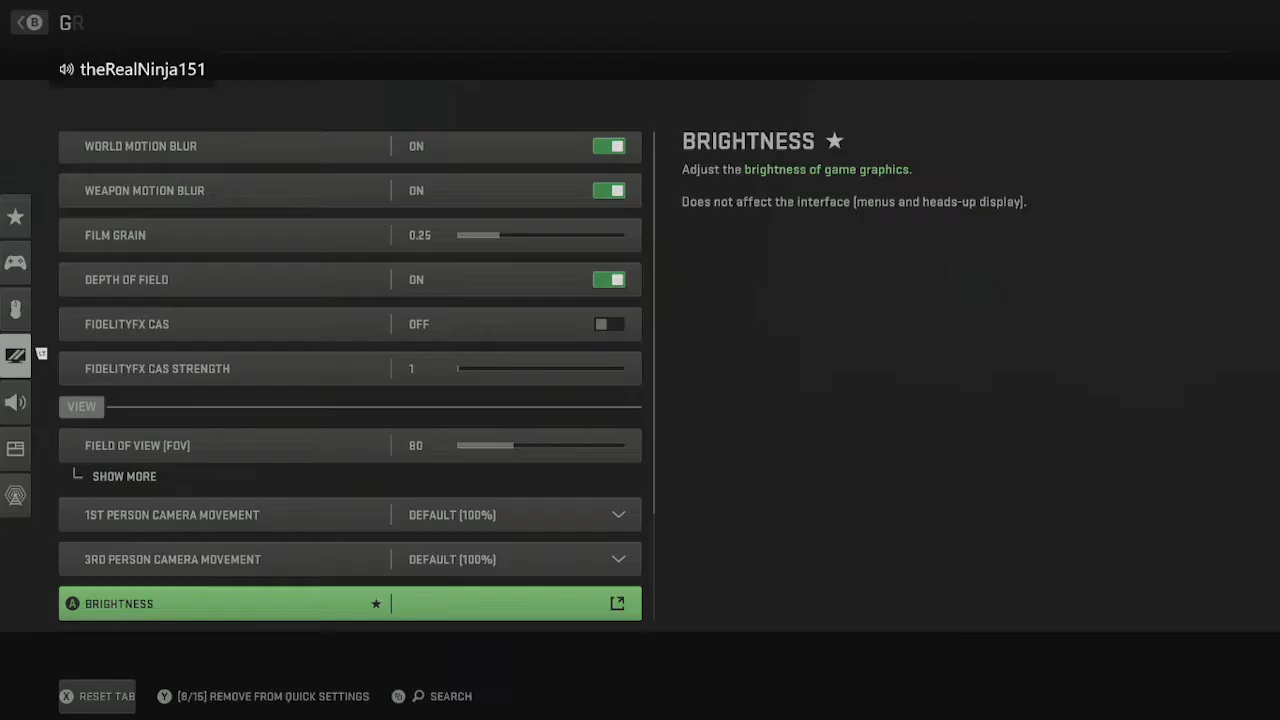 B GR
theRealNinja151
WORLD MOTION BLUR ON
WEAPON MOTION BLUR ON
FILM GRAIN 0.25
DEPTH OF FIELD ON
FIDELITYFX CAS OFF
FIDELITYFX CAS STRENGTH 1
VIEW
FIELD OF VIEW (FOV) 80
SHOW MORE
1ST PERSON CAMERA MOVEMENT DEFAULT (100%)
3RD PERSON CAMERA MOVEMENT DEFAULT (100%)
A BRIGHTNESS
BRIGHTNESS
Adjust the brightness of game graphics.
Does not affect the interface (menus and heads-up display).
LT
X RESET TAB Y (8/15) REMOVE FROM QUICK SETTINGS SEARCH